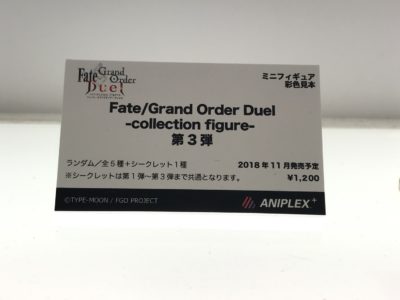 Fate Grand Order
Duel
ミニフィギュア
彩色見本
Fate/Grand Order Duel
-collection figure-
第3弾
ランダム/全5種+シークレット1種
※シークレットは第1弾~第3弾まで共通となります。
2018年11月発売予定
¥1,200
©TYPE-MOON / FGO PROJECT
ANIPLEX+